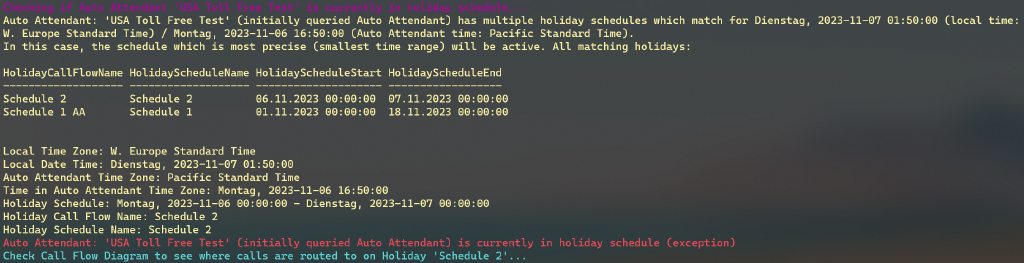 Checking if Auto Attendant 'USA Toll Free Test' is currently in holiday schedule...
Auto Attendant: 'USA Toll Free Test' (initially queried Auto Attendant) has multiple holiday schedules which match for Dienstag, 2023-11-07 01:50:00 (local time:
W. Europe Standard Time) / Montag, 2023-11-06 16:50:00 (Auto Attendant time: Pacific Standard Time).
In this case, the schedule which is most precise (smallest time range) will be active. All matching holidays:
HolidayCallFlowName HolidayScheduleName HolidayScheduleStart HolidayScheduleEnd
------------------- ------------------- -------------------- ------------------
Schedule 2 Schedule 2 06.11.2023 00:00:00 07.11.2023 00:00:00
Schedule 1 AA Schedule 1 01.11.2023 00:00:00 18.11.2023 00:00:00
Local Time Zone: W. Europe Standard Time
Local Date Time: Dienstag, 2023-11-07 01:50:00
Auto Attendant Time Zone: Pacific Standard Time
Time in Auto Attendant Time Zone: Montag, 2023-11-06 16:50:00
Holiday Schedule: Montag, 2023-11-06 00:00:00 - Dienstag, 2023-11-07 00:00:00
Holiday Call Flow Name: Schedule 2
Holiday Schedule Name: Schedule 2
Auto Attendant: 'USA Toll Free Test' (initially queried Auto Attendant) is currently in holiday schedule (exception)
Check Call Flow Diagram to see where calls are routed to on Holiday 'Schedule 2'...